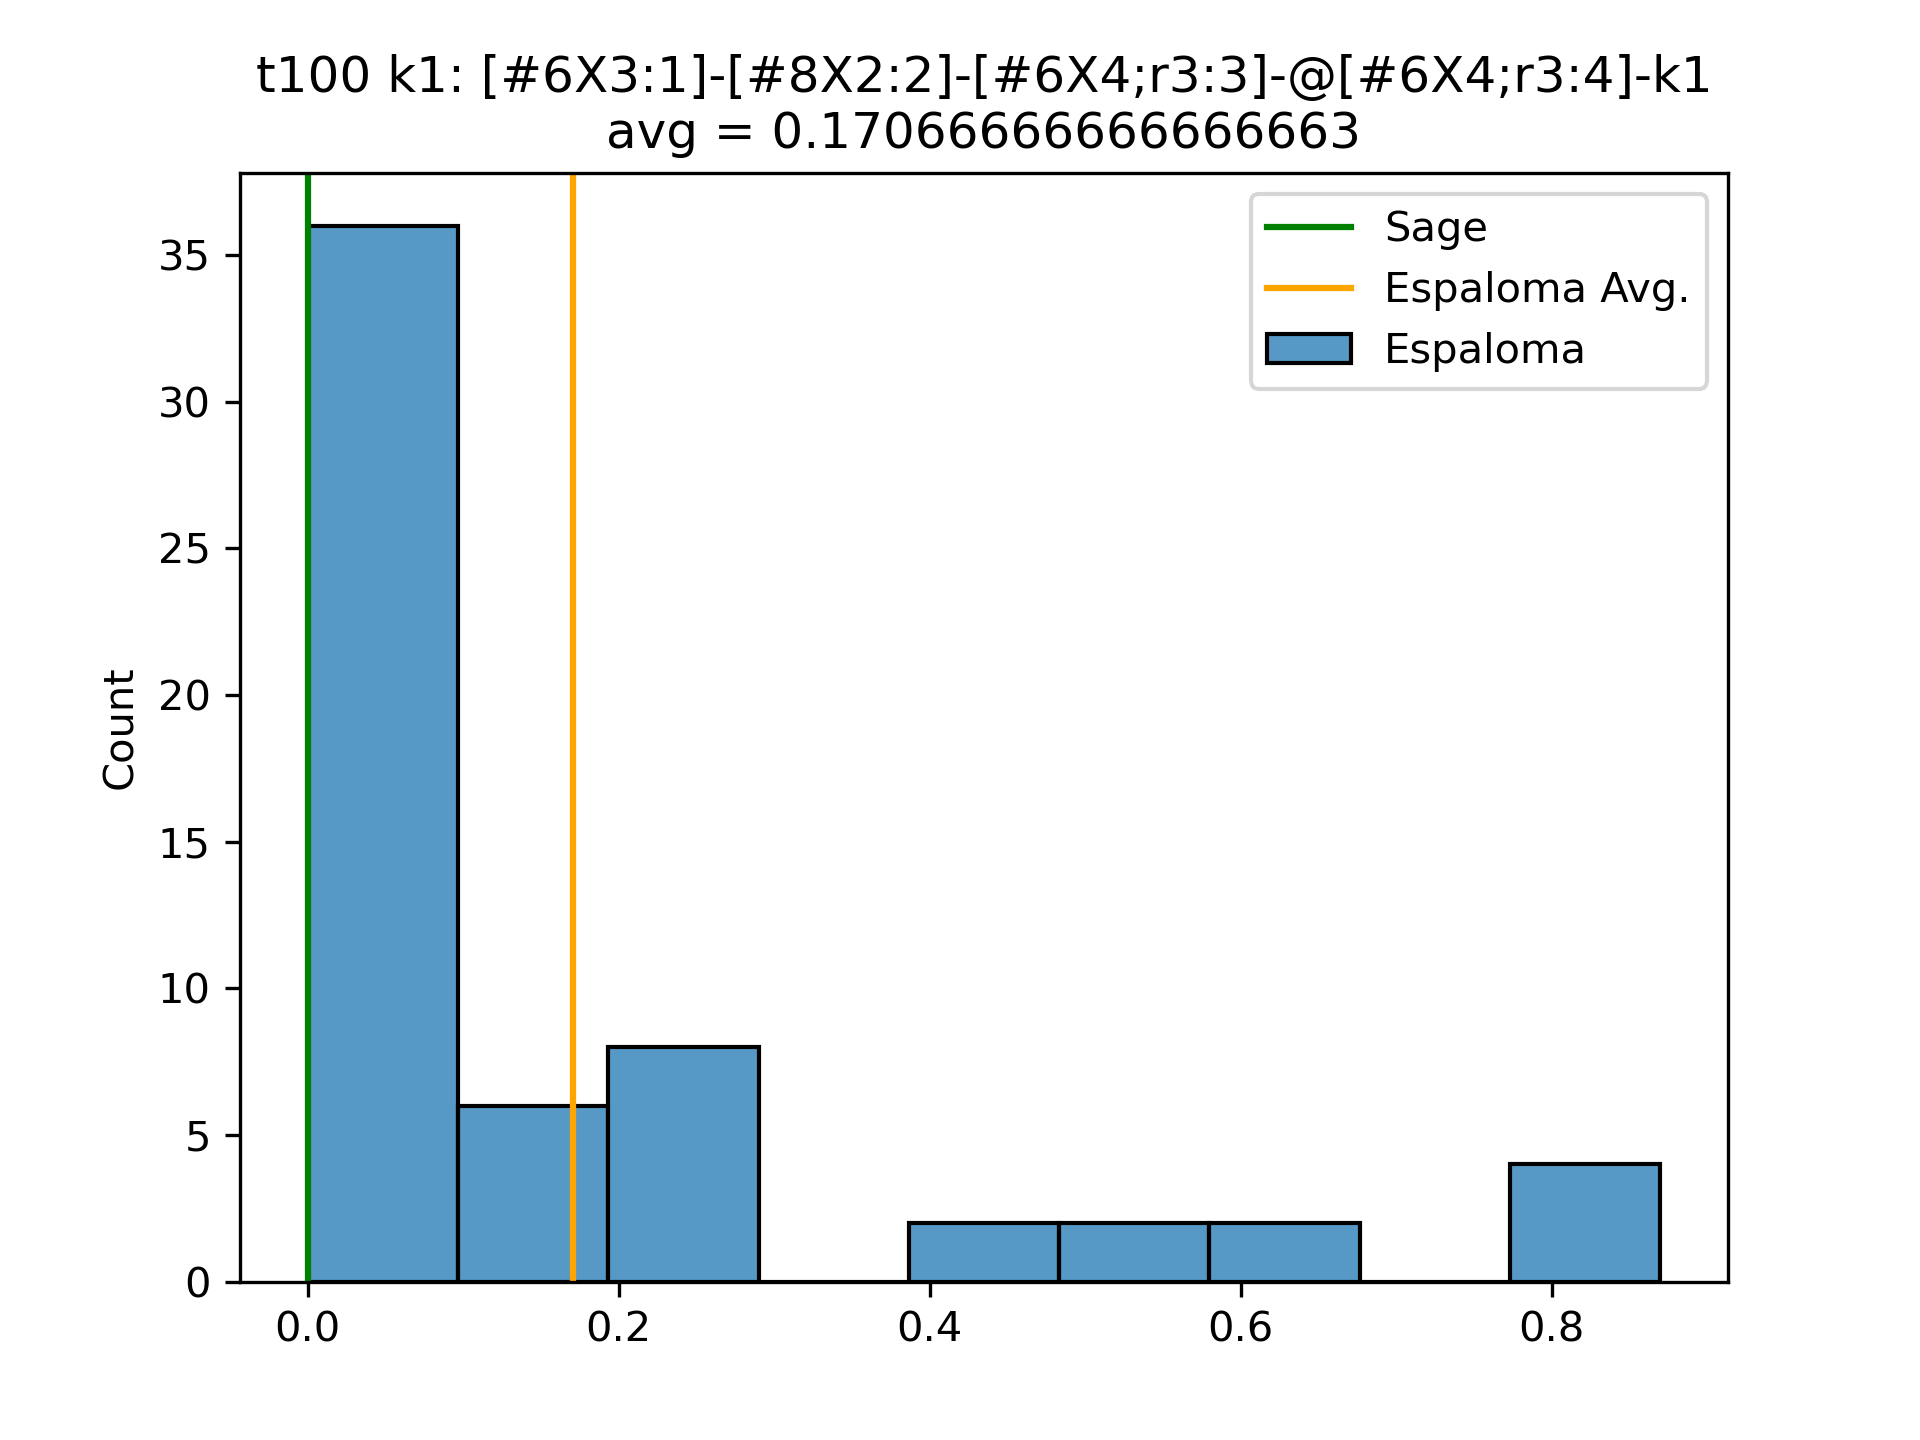 t100 k1: [#6X3:1]-[#8X2:2]-[#6X4;r3:3]-@[#6X4;r3:4]-k1
avg = 0.17066666666666663
Sage
Espaloma Avg.
Espaloma
35
30
25
20
15
10
5
0
Count
0.0 0.2 0.4 0.6 0.8